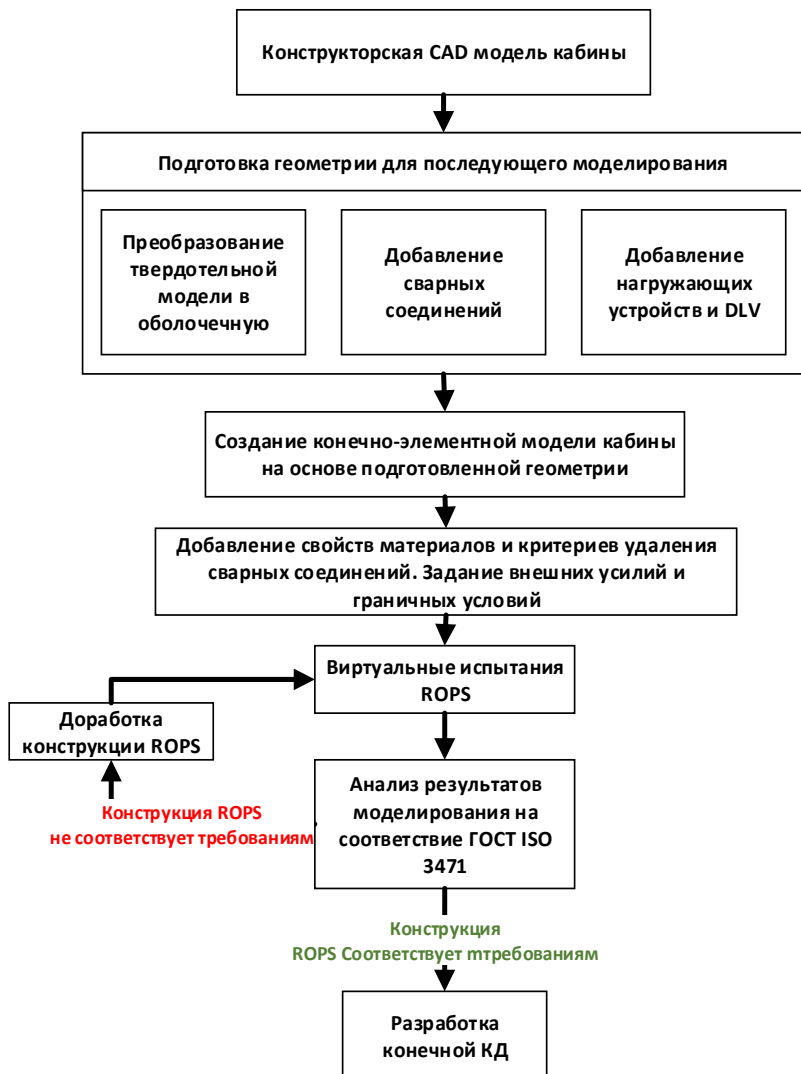 Конструкторская CAD модель кабины
Подготовка геометрии для последующего моделирования
Преобразование
твердотельной
модели в
оболочечную
Добавление
сварных
соединений
Добавление
нагружающих
устройств и DLV
Создание конечно-элементной модели кабины
на основе подготовленной геометрии
Добавление свойств материалов и критериев удаления
сварных соединений. Задание внешних усилий и
граничных условий
Виртуальные испытания
ROPS
Доработка
конструкции ROPS
Конструкция ROPS
не соответствует требованиям
Анализ результатов
моделирования на
соответствие ГОСТ ISO
3471
Конструкция
ROPS Соответствует mтребованиям
Разработка
конечной КД